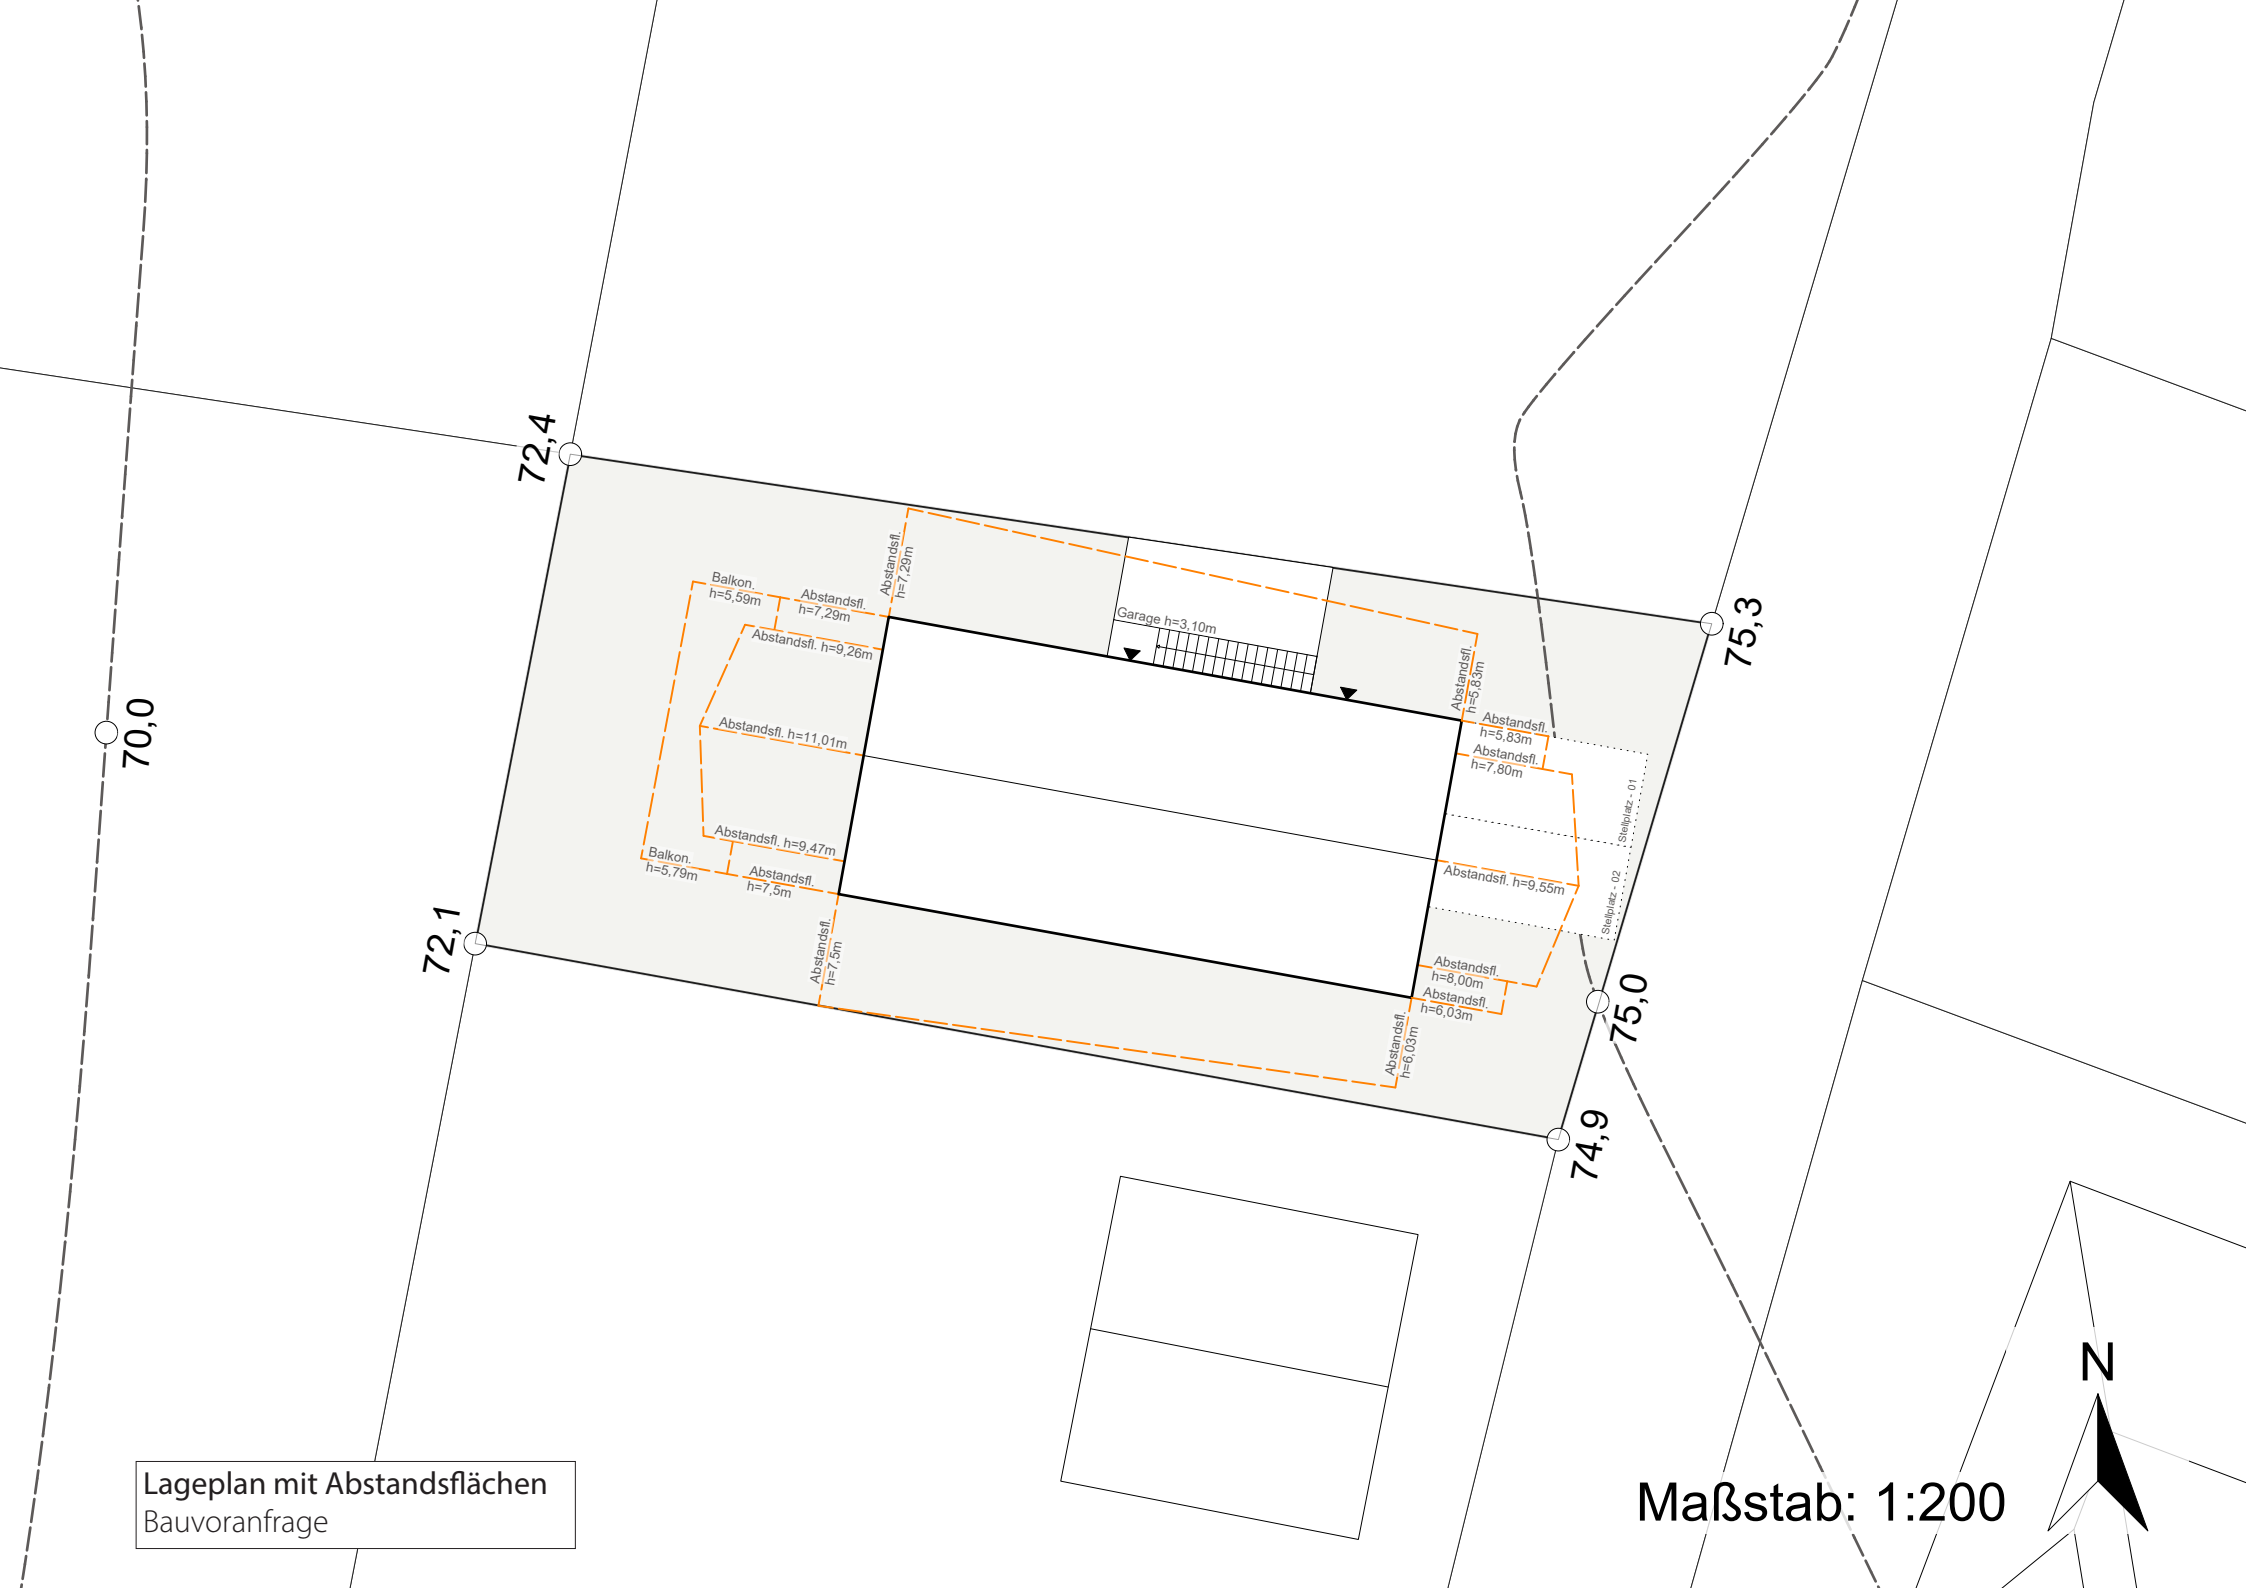 72,4
75,3
70,0
72,1
75,0
74,9
Abstandsfl.
h=7,29m
Balkon.
h=5,59m
Abstandsfl.
h=7,29m
Abstandsfl. h=9,26m
Garage h=3,10m
Abstandsfl.
h=5,83m
Abstandsfl.
h=5,83m
Abstandsfl.
h=7,80m
Abstandsfl. h=11,01m
Stellplatz - 01
Abstandsfl. h=9,47m
Balkon.
h=5,79m
Abstandsfl.
h=7,5m
Abstandsfl. h=9,55m
Stellplatz - 02
Abstandsfl.
h=7,5m
Abstandsfl.
h=8,00m
Abstandsfl.
h=6,03m
Abstandsfl.
h=6,03m
N
Lageplan mit Abstandsflächen
Bauvoranfrage
Maßstab: 1:200